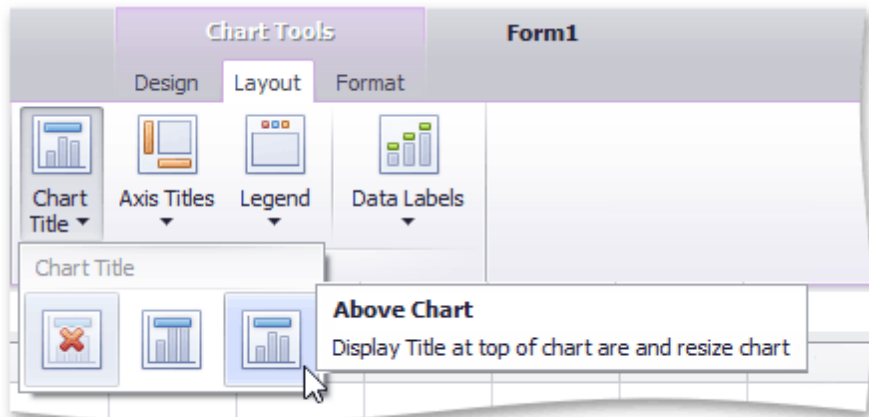 Chart Tools
Form1
Design Layout Format
Chart Title
Axis Titles
Legend
Data Labels
Chart Title
Above Chart
Display Title at top of chart are and resize chart